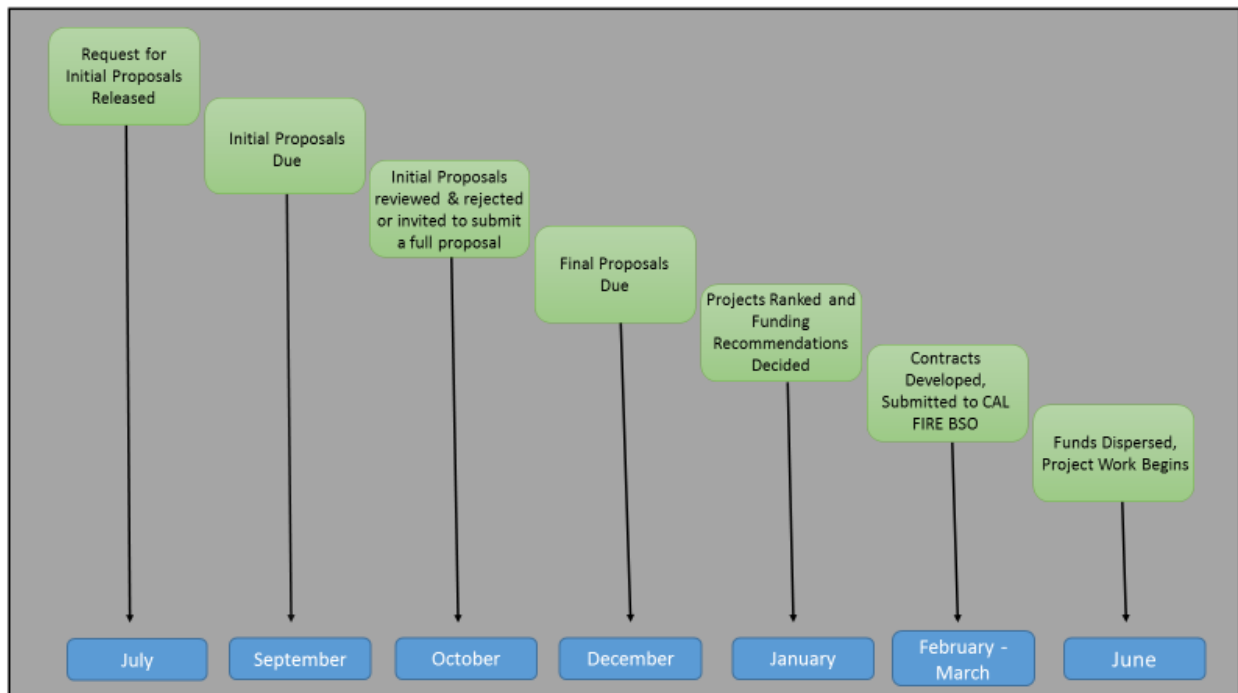 Request for
Initial Proposals
Released
Initial Proposals
Due
Initial Proposals
reviewed & rejected
or invited to submit
a full proposal
Final Proposals
Due
Projects Ranked and
Funding
Recommendations
Decided
Contracts
Developed,
Submitted to CAL
FIRE BSO
Funds Dispersed,
Project Work Begins
July
September
October
December
January
February -
March
June